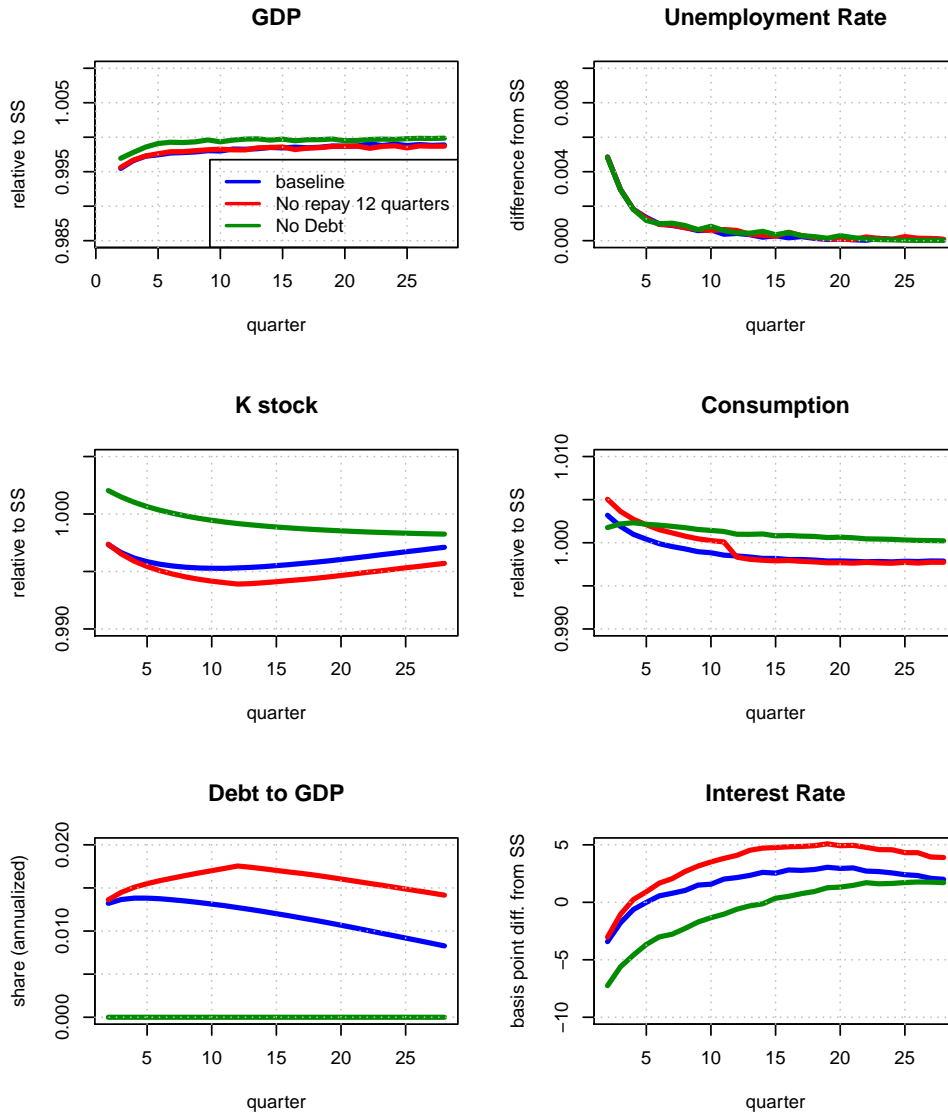 GDP
relative to SS
0.985 0.995 1.005
0 5 10 15 20 25
quarter
baseline
No repay 12 quarters
No Debt
Unemployment Rate
difference from SS
0.000 0.004 0.008
5 10 15 20 25
quarter
K stock
relative to SS
0.990 1.000
5 10 15 20 25
quarter
Consumption
relative to SS
0.990 1.000 1.010
5 10 15 20 25
quarter
Debt to GDP
share (annualized)
0.000 0.010 0.020
5 10 15 20 25
quarter
Interest Rate
basis point diff. from SS
−10 −5 0 5
5 10 15 20 25
quarter